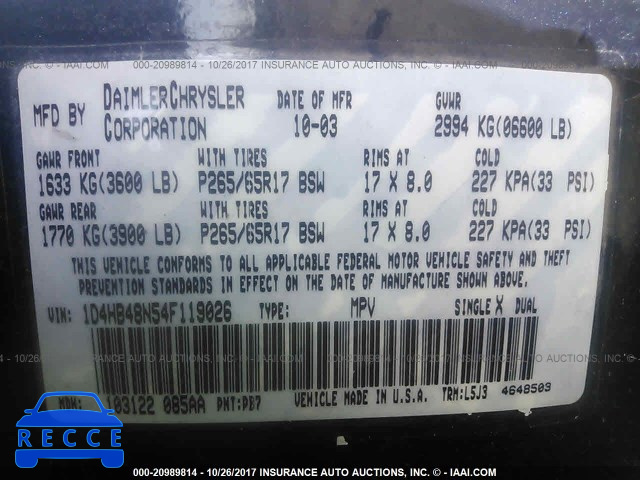 000-20989814 - 10/26/2017 INSURANCE AUTO AUCTIONS, INC. - © IAAI.COM
MFD BY DAIMLERCHRYSLER CORPORATION DATE OF MFR 10-03 GVWR 2994 KG(06600 LB)
GAWR FRONT WITH TIRES RIMS AT COLD
1633 KG(3600 LB) P265/65R17 BSW 17 X 8.0 227 KPA(33 PSI)
GAWR REAR WITH TIRES RIMS AT COLD
1770 KG(3900 LB) P265/65R17 BSW 17 X 8.0 227 KPA(33 PSI)
THIS VEHICLE CONFORMS TO ALL APPLICABLE FEDERAL MOTOR VEHICLE SAFETY AND THEFT
PREVENTION STANDARDS IN EFFECT ON THE DATE OF MANUFACTURE SHOWN ABOVE.
VIN: 1D4HB48N54F119026 TYPE: MPV SINGLE X DUAL
MDH: 103122 085AA PNT:PB7 VEHICLE MADE IN U.S.A. TRM:L5J3 4648503
RECCE
000-20989814 - 10/26/2017 INSURANCE AUTO AUCTIONS, INC. - © IAAI.COM